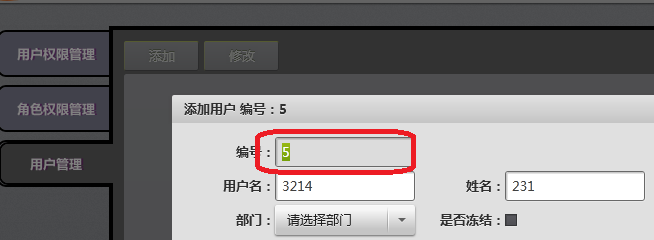 用户权限管理
角色权限管理
用户管理
添加 修改
添加用户 编号：5
编号： 5
用户名： 3214 姓名： 231
部门： 请选择部门 是否冻结：